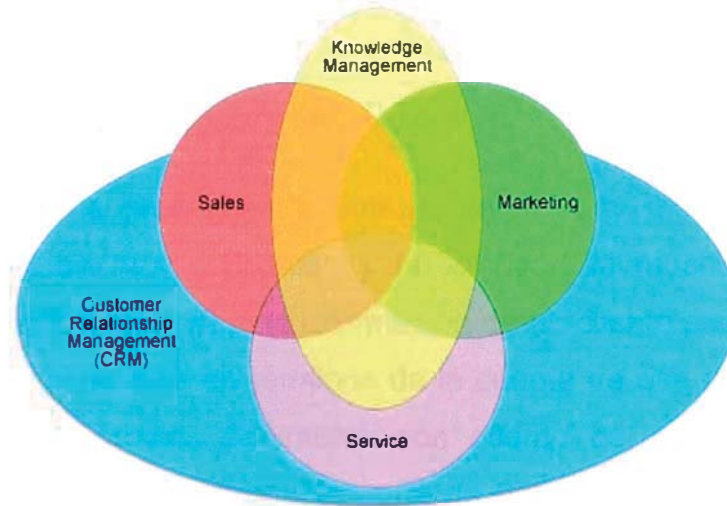 Knowledge
Management
Sales
Marketing
Customer
Relationship
Management
(CRM)
Service